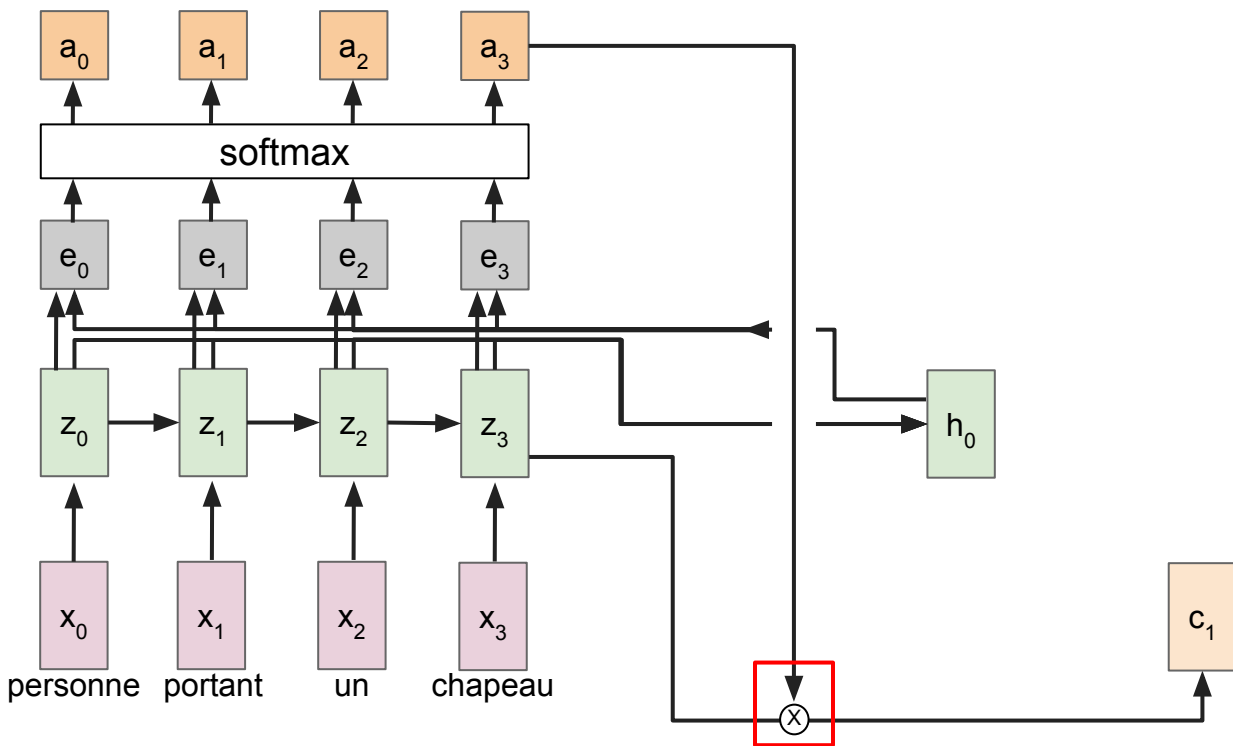 a₀ a₁ a₂ a₃
softmax
e₀ e₁ e₂ e₃
z₀ z₁ z₂ z₃ h₀
x₀ x₁ x₂ x₃ c₁
personne portant un chapeau
X